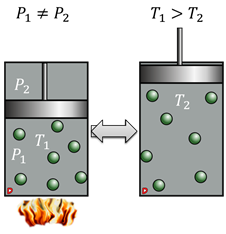 P₁ ≠ P₂
T₁ > T₂
P₂
T₁
P₁
T₂